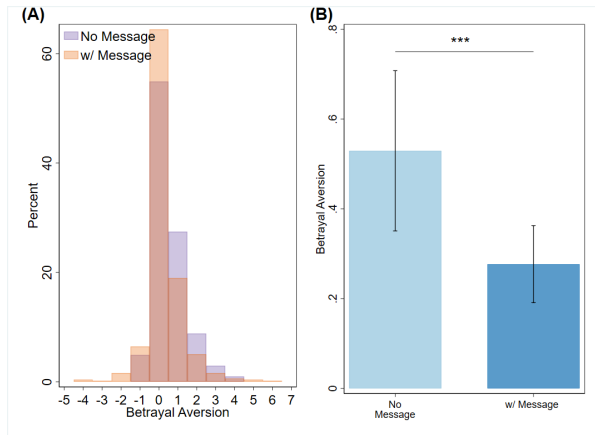 (A)
No Message
w/ Message
Percent
0
20
40
60
-5 -4 -3 -2 -1 0 1 2 3 4 5 6 7
Betrayal Aversion
(B)
***
Betrayal Aversion
0
.2
.4
.6
.8
No
Message
w/ Message